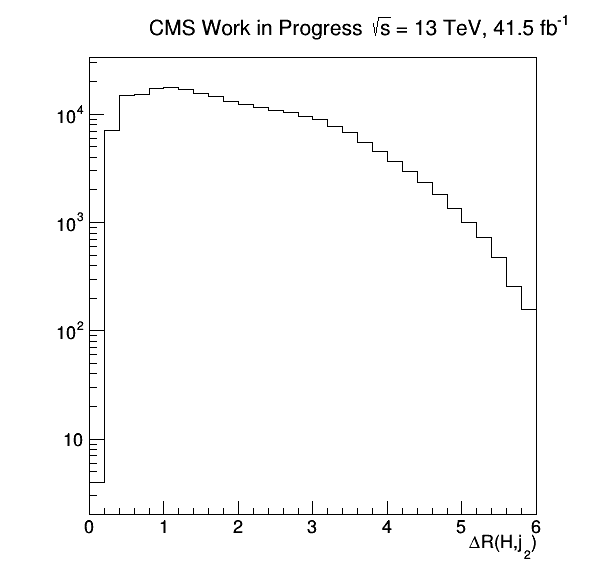 CMS Work in Progress √s = 13 TeV, 41.5 fb⁻¹
10⁴
10³
10²
10
0 1 2 3 4 5 6
ΔR(H,j₂)